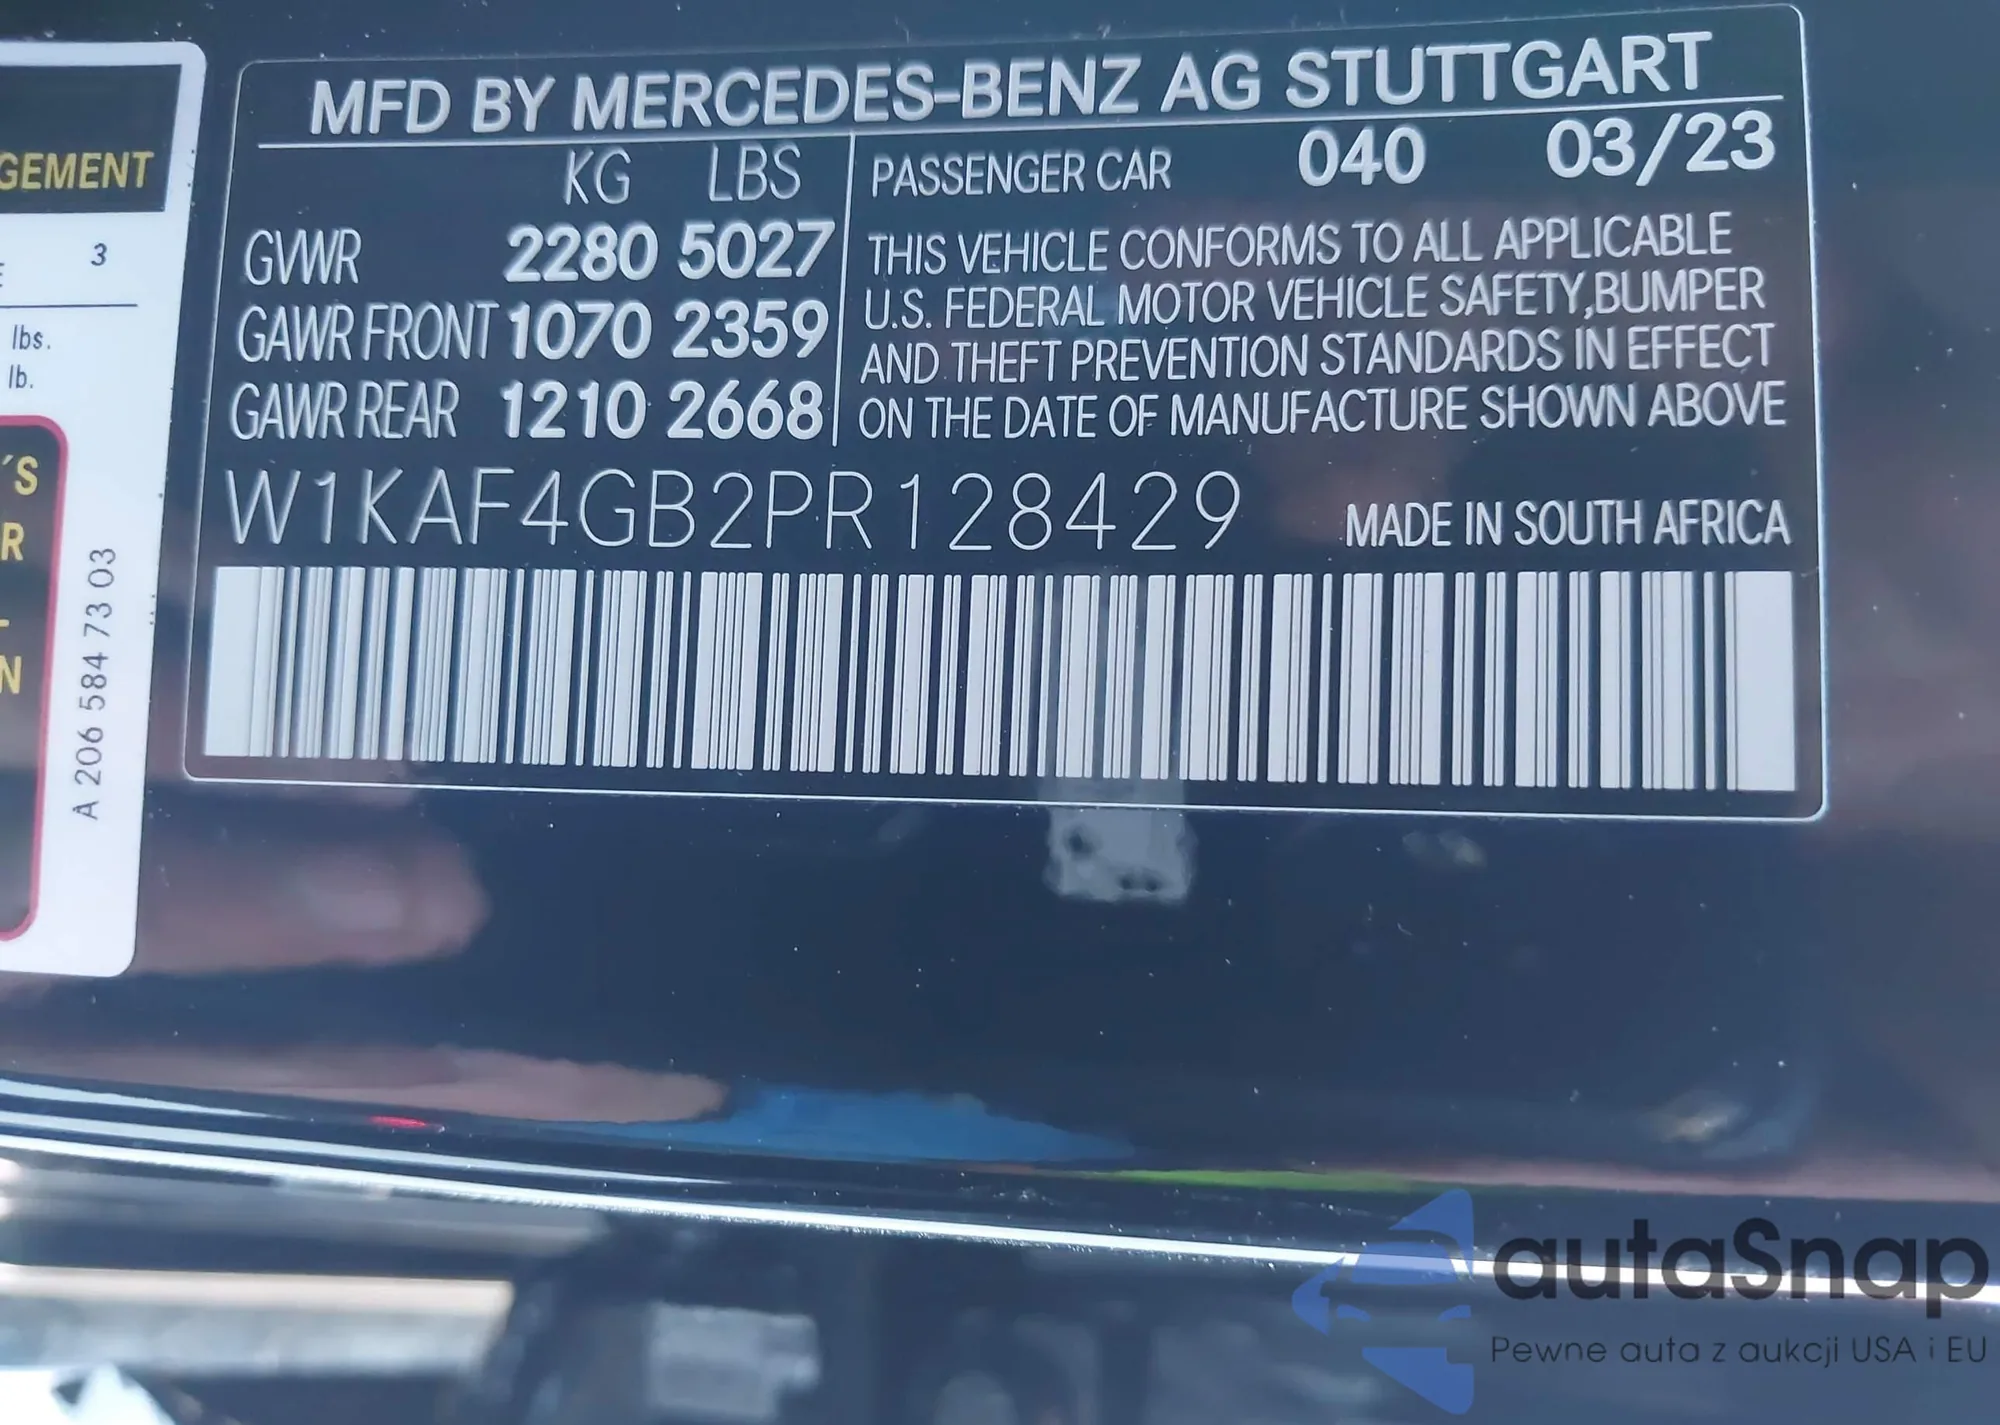 GEMENT
3
lbs.
lb.
´S
R
N
A 206 584 73 03
MFD BY MERCEDES-BENZ AG STUTTGART
KG LBS
GVWR 2280 5027
GAWR FRONT 1070 2359
GAWR REAR 1210 2668
PASSENGER CAR 040 03/23
THIS VEHICLE CONFORMS TO ALL APPLICABLE
U.S. FEDERAL MOTOR VEHICLE SAFETY,BUMPER
AND THEFT PREVENTION STANDARDS IN EFFECT
ON THE DATE OF MANUFACTURE SHOWN ABOVE
W1KAF4GB2PR128429 MADE IN SOUTH AFRICA
autaSnap
Pewne auta z aukcji USA i EU